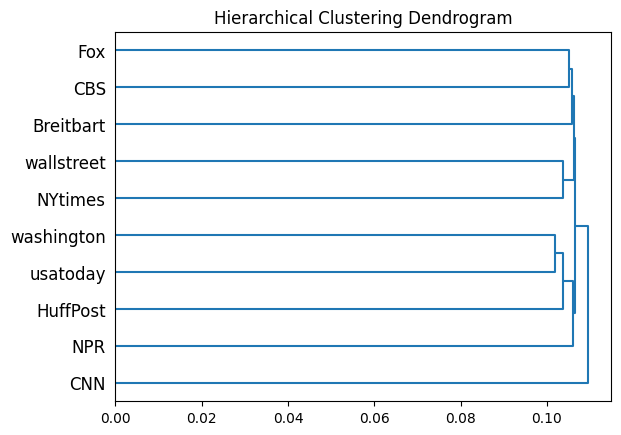 Hierarchical Clustering Dendrogram
Fox
CBS
Breitbart
wallstreet
NYtimes
washington
usatoday
HuffPost
NPR
CNN
0.00 0.02 0.04 0.06 0.08 0.10